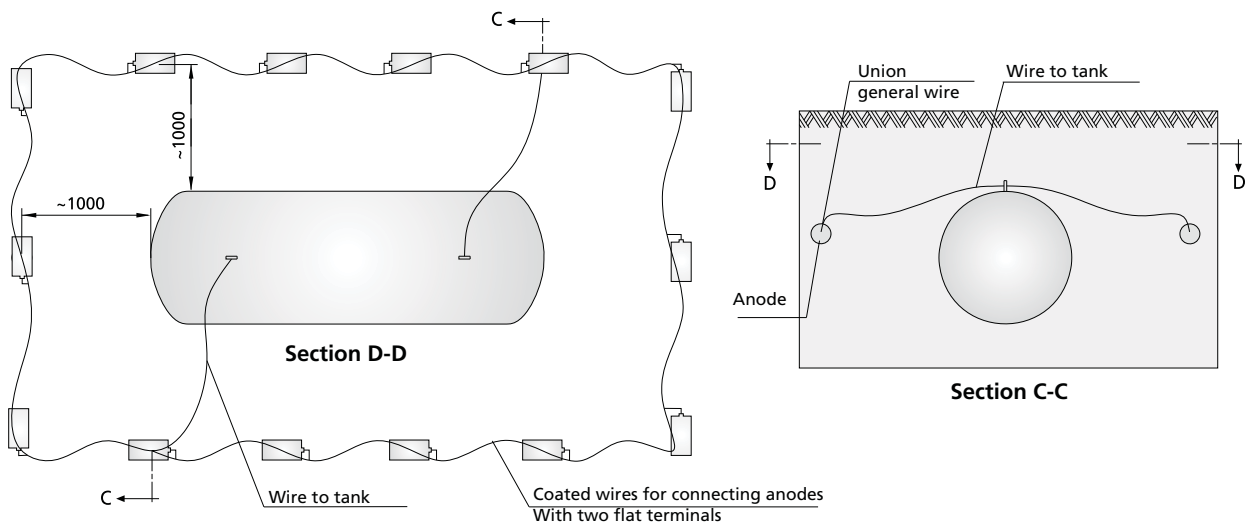 C
~1000
~1000
Section D-D
C
Wire to tank
Coated wires for connecting anodes
With two flat terminals
Union
general wire
Wire to tank
D
D
Anode
Section C-C